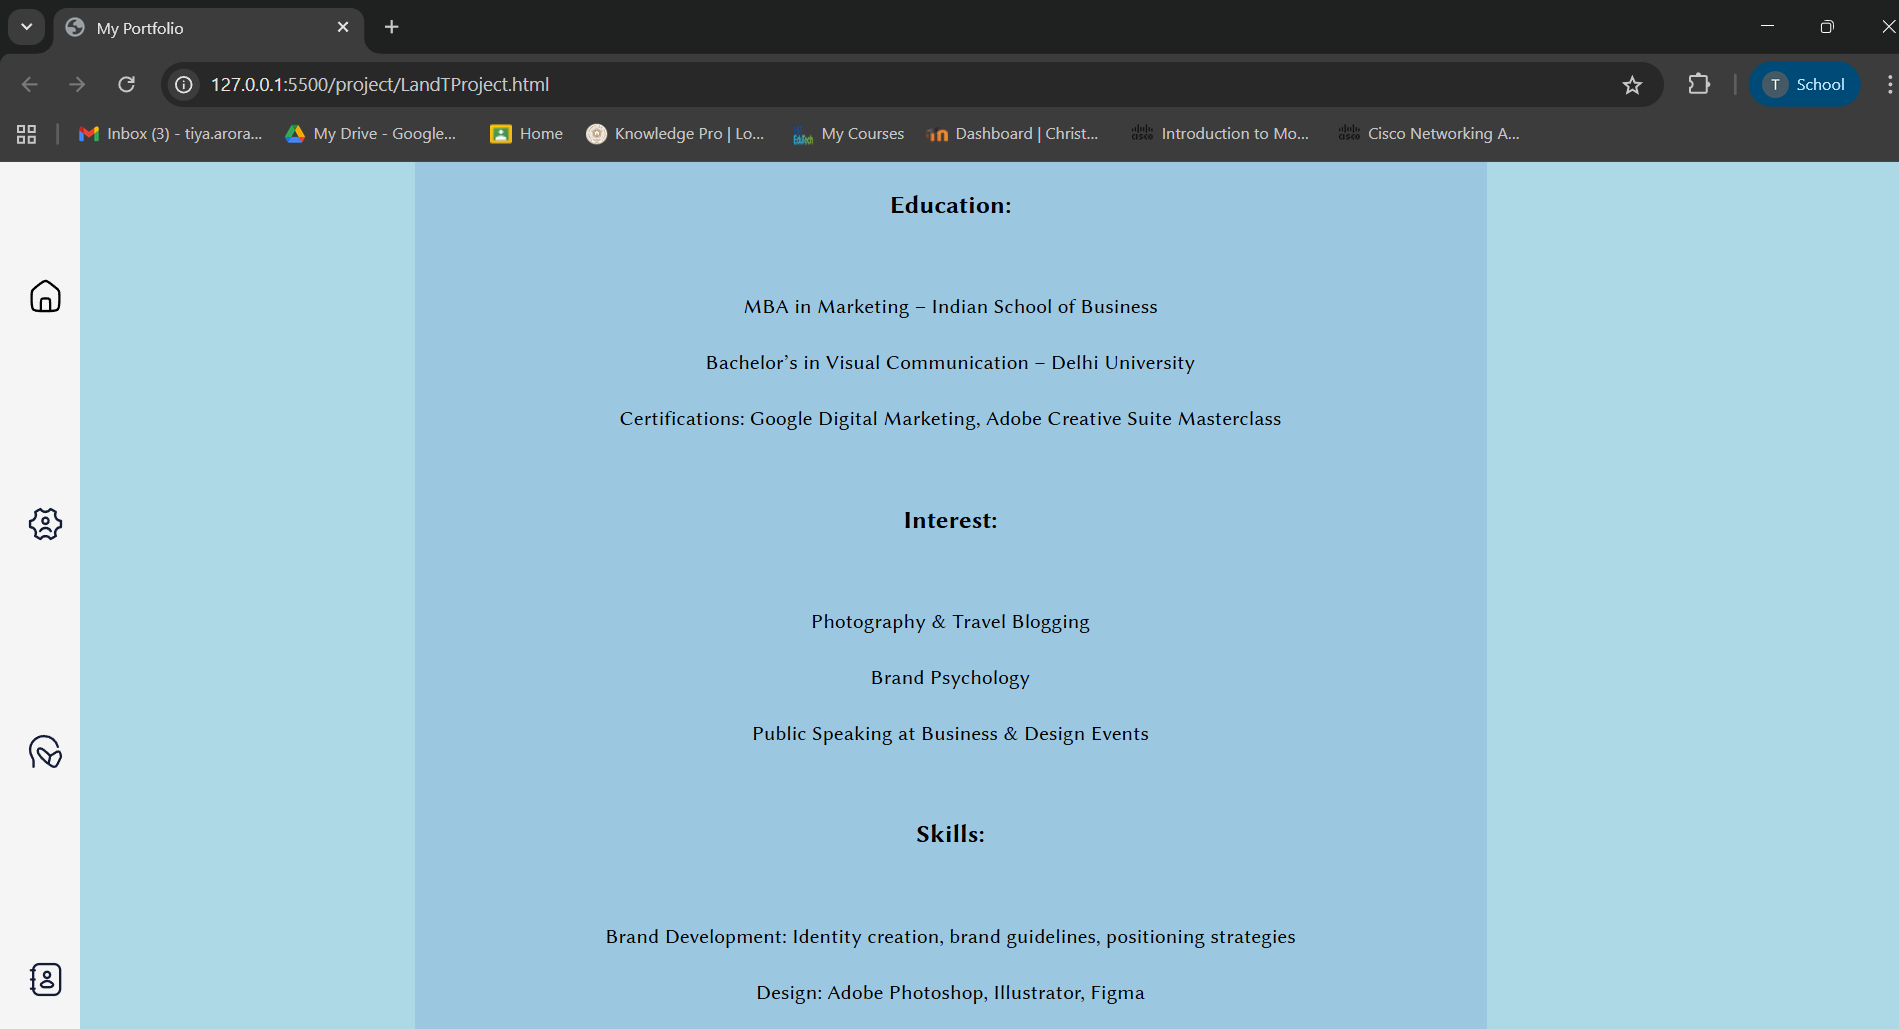 My Portfolio
127.0.0.1:5500/project/LandTProject.html
T School
Inbox (3) - tiya.arora... My Drive - Google... Home Knowledge Pro | Lo... My Courses Dashboard | Christ... Introduction to Mo... Cisco Networking A...
Education:
MBA in Marketing – Indian School of Business
Bachelor’s in Visual Communication – Delhi University
Certifications: Google Digital Marketing, Adobe Creative Suite Masterclass
Interest:
Photography & Travel Blogging
Brand Psychology
Public Speaking at Business & Design Events
Skills:
Brand Development: Identity creation, brand guidelines, positioning strategies
Design: Adobe Photoshop, Illustrator, Figma